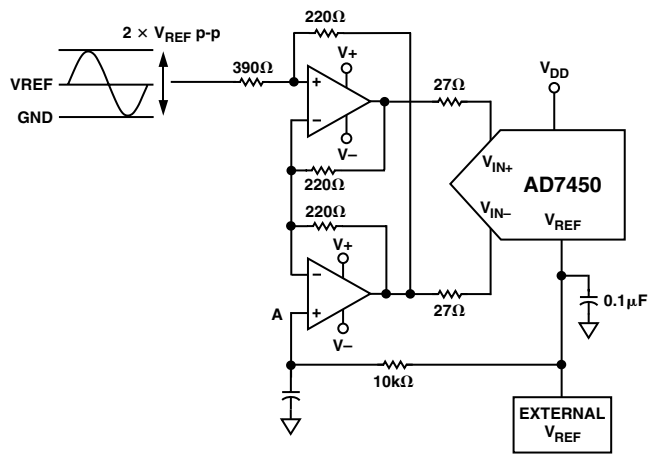 2 × VREF p-p
VREF
GND
390Ω
220Ω
V+
+
−
V−
220Ω
220Ω
V+
−
A
+
V−
27Ω
27Ω
VDD
VIN+
AD7450
VIN−
VREF
0.1μF
10kΩ
EXTERNAL
VREF